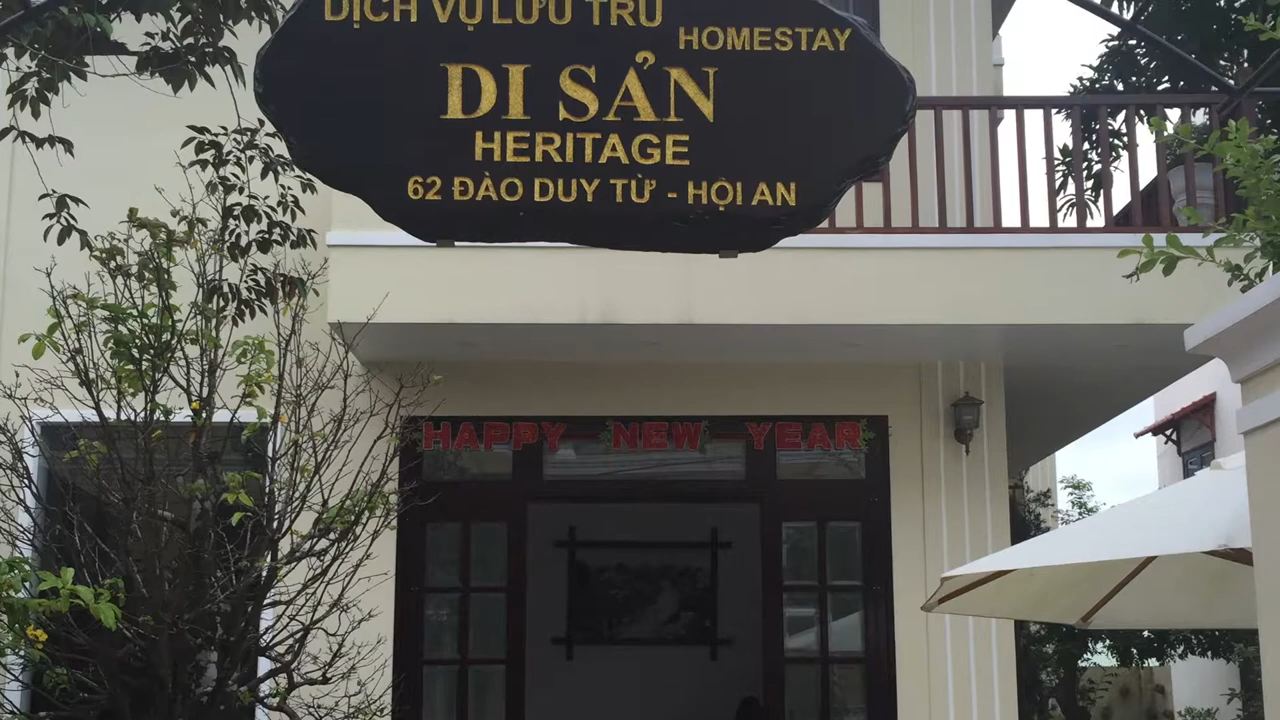 DỊCH VỤ LƯU TRÚ
HOMESTAY
DI SẢN
HERITAGE
62 ĐÀO DUY TỪ - HỘI AN
HAPPY NEW YEAR